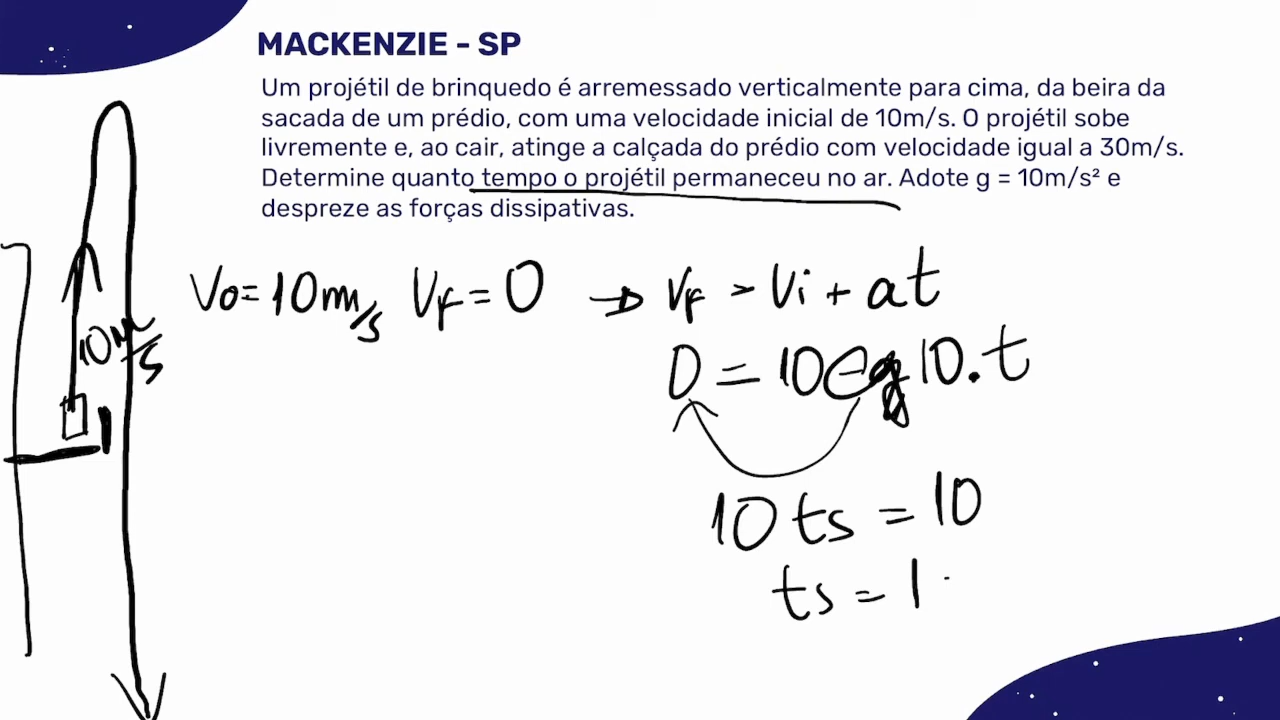 MACKENZIE - SP
Um projétil de brinquedo é arremessado verticalmente para cima, da beira da
sacada de um prédio, com uma velocidade inicial de 10m/s. O projétil sobe
livremente e, ao cair, atinge a calçada do prédio com velocidade igual a 30m/s.
Determine quanto tempo o projétil permaneceu no ar. Adote g = 10m/s² e
despreze as forças dissipativas.
Vo=10m/s VF=0 → VF = Vi + at
0 = 10 - 10.t
10m/s
10 ts = 10
ts = 1